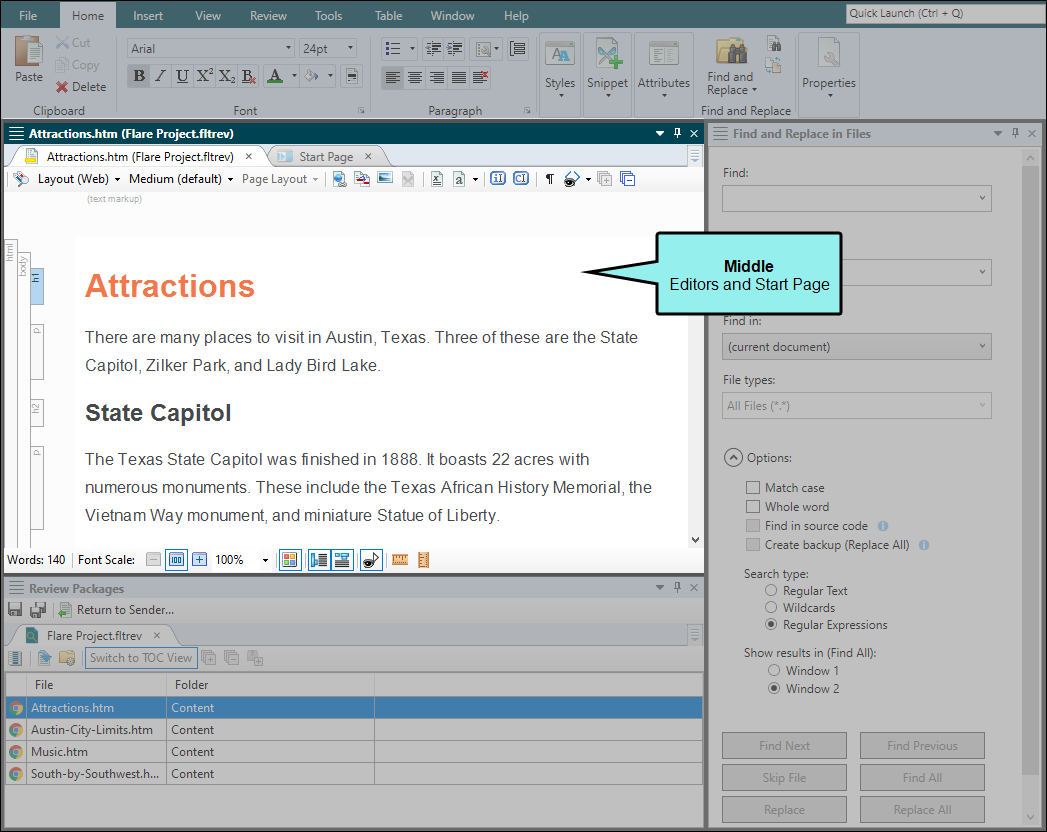 File Home Insert View Review Tools Table Window Help Quick Launch (Ctrl + Q)
Paste
Cut
Copy
Delete
Clipboard
Arial 24pt
B I U X² X₂ B A
Font
Paragraph
Styles
Snippet
Attributes
Find and
Replace
Find and Replace
Properties
Attractions.htm (Flare Project.fltrev)
Attractions.htm (Flare Project.fltrev) Start Page
Layout (Web) Medium (default) Page Layout
(text markup)
html
body
h1
p
h2
p
Attractions
There are many places to visit in Austin, Texas. Three of these are the State
Capitol, Zilker Park, and Lady Bird Lake.
State Capitol
The Texas State Capitol was finished in 1888. It boasts 22 acres with
numerous monuments. These include the Texas African History Memorial, the
Vietnam Way monument, and miniature Statue of Liberty.
Words: 140 Font Scale: 100 100%
Middle
Editors and Start Page
Review Packages
Return to Sender...
Flare Project.fltrev
Switch to TOC View
File Folder
Attractions.htm Content
Austin-City-Limits.htm Content
Music.htm Content
South-by-Southwest.h... Content
Find and Replace in Files
Find:
Find in:
(current document)
File types:
All Files (*.*)
Options:
Match case
Whole word
Find in source code
Create backup (Replace All)
Search type:
Regular Text
Wildcards
Regular Expressions
Show results in (Find All):
Window 1
Window 2
Find Next Find Previous
Skip File Find All
Replace Replace All